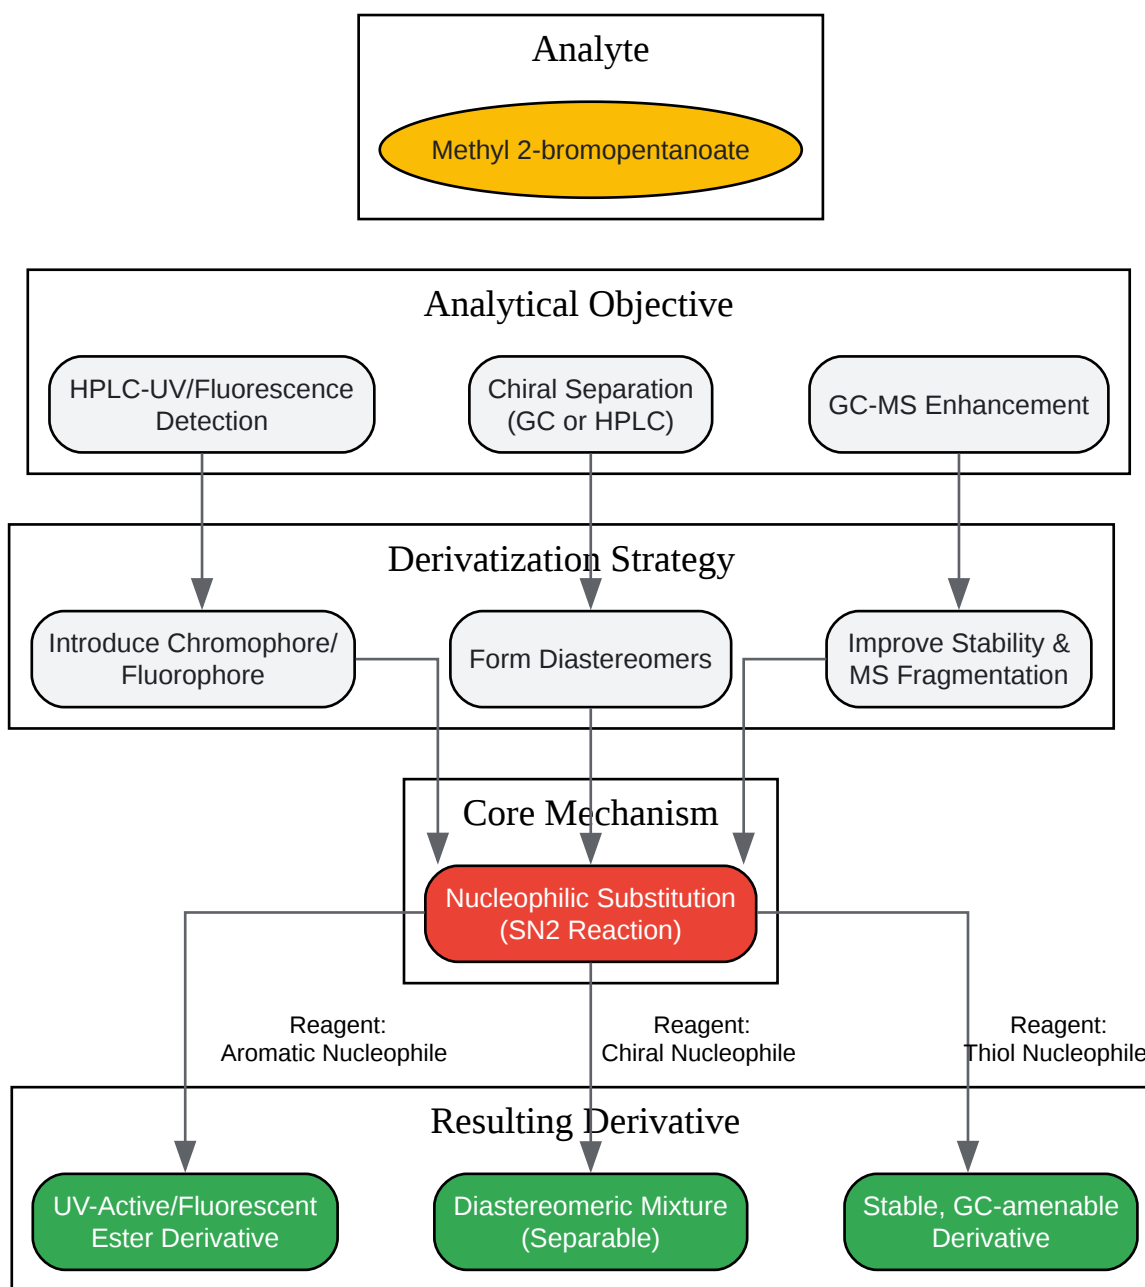 Analyte
Methyl 2-bromopentanoate
Analytical Objective
HPLC-UV/Fluorescence
Detection
Chiral Separation
(GC or HPLC)
GC-MS Enhancement
Derivatization Strategy
Introduce Chromophore/
Fluorophore
Form Diastereomers
Improve Stability &
MS Fragmentation
Core Mechanism
Nucleophilic Substitution
(SN2 Reaction)
Reagent:
Aromatic Nucleophile
Reagent:
Chiral Nucleophile
Reagent:
Thiol Nucleophile
Resulting Derivative
UV-Active/Fluorescent
Ester Derivative
Diastereomeric Mixture
(Separable)
Stable, GC-amenable
Derivative